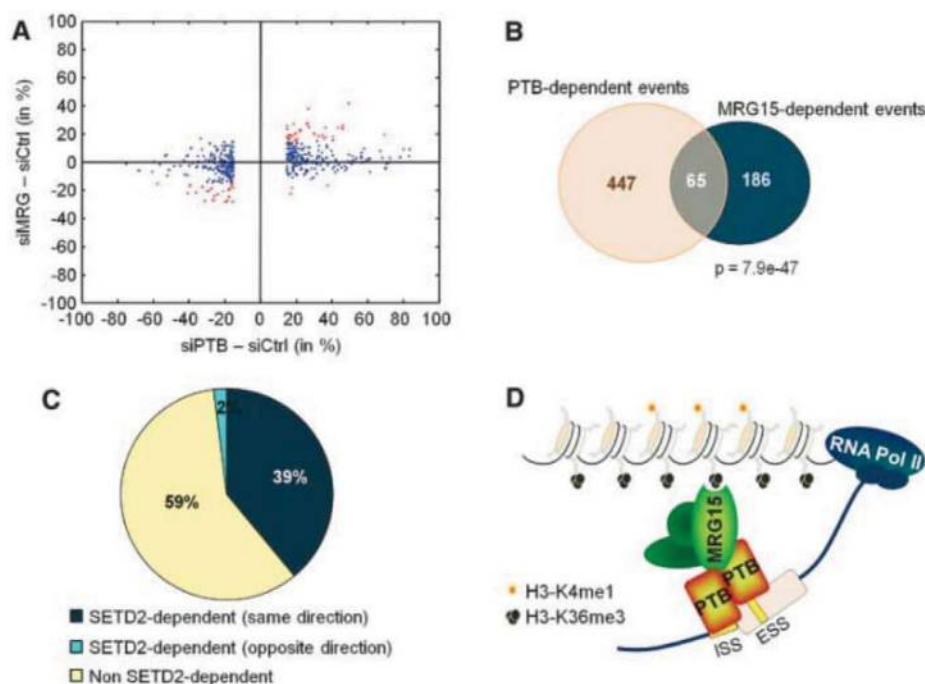 A
100
80
60
40
20
0
-20
-40
-60
-80
-100
siMRG – siCtrl (in %)
-100 -80 -60 -40 -20 0 20 40 60 80 100
siPTB – siCtrl (in %)
B
PTB-dependent events
MRG15-dependent events
447
65
186
p = 7.9e-47
C
2%
39%
59%
SETD2-dependent (same direction)
SETD2-dependent (opposite direction)
Non SETD2-dependent
D
RNA Pol II
MRG15
PTB
PTB
H3-K4me1
H3-K36me3
ISS
ESS